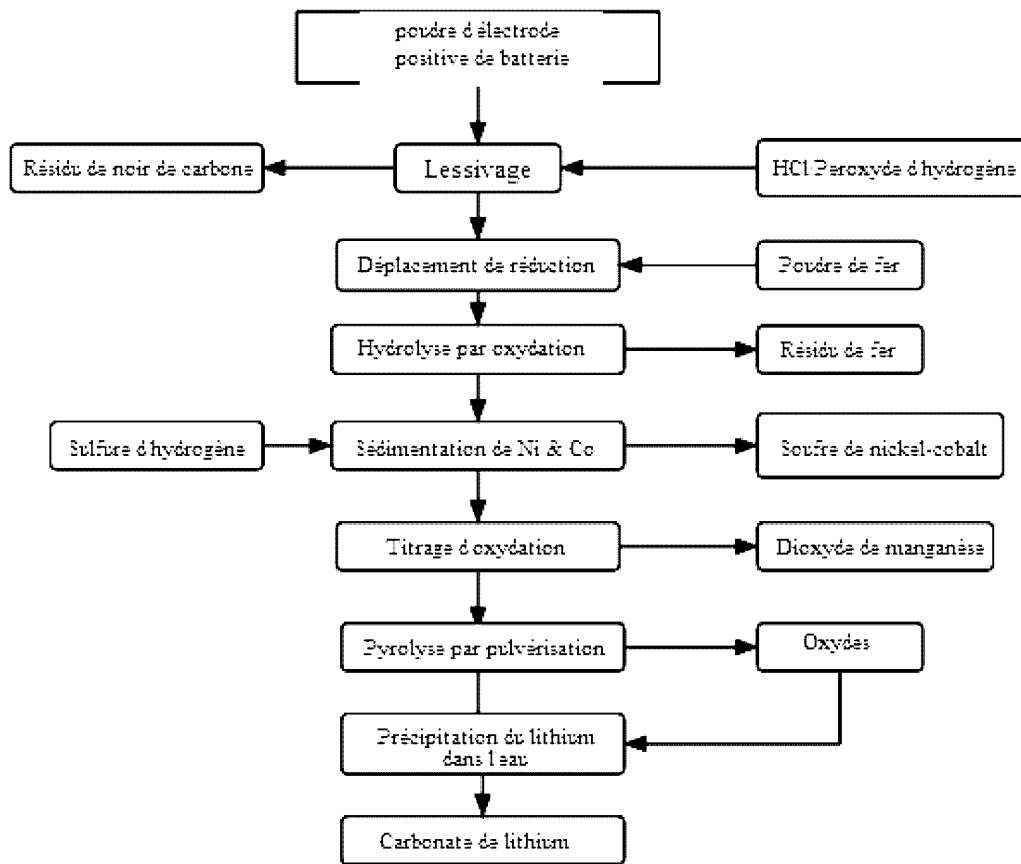 poudre d'électrode
positive de batterie
Résidu de noir de carbone
Lessivage
HCl Peroxyde d'hydrogène
Déplacement de réduction
Poudre de fer
Hydrolyse par oxydation
Résidu de fer
Sulfure d'hydrogène
Sédimentation de Ni & Co
Soufre de nickel-cobalt
Titrage d'oxydation
Dioxyde de manganèse
Pyrolyse par pulvérisation
Oxydes
Précipitation du lithium
dans l'eau
Carbonate de lithium